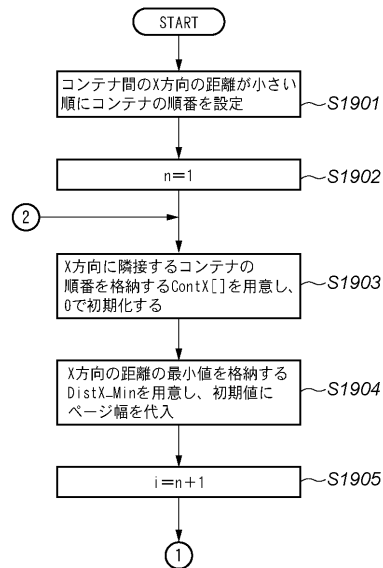 START
コンテナ間のX方向の距離が小さい
順にコンテナの順番を設定
S1901
n=1
S1902
2
X方向に隣接するコンテナの
順番を格納するContX[]を用意し、
0で初期化する
S1903
X方向の距離の最小値を格納する
DistX_Minを用意し、初期値に
ページ幅を代入
S1904
i=n+1
S1905
1